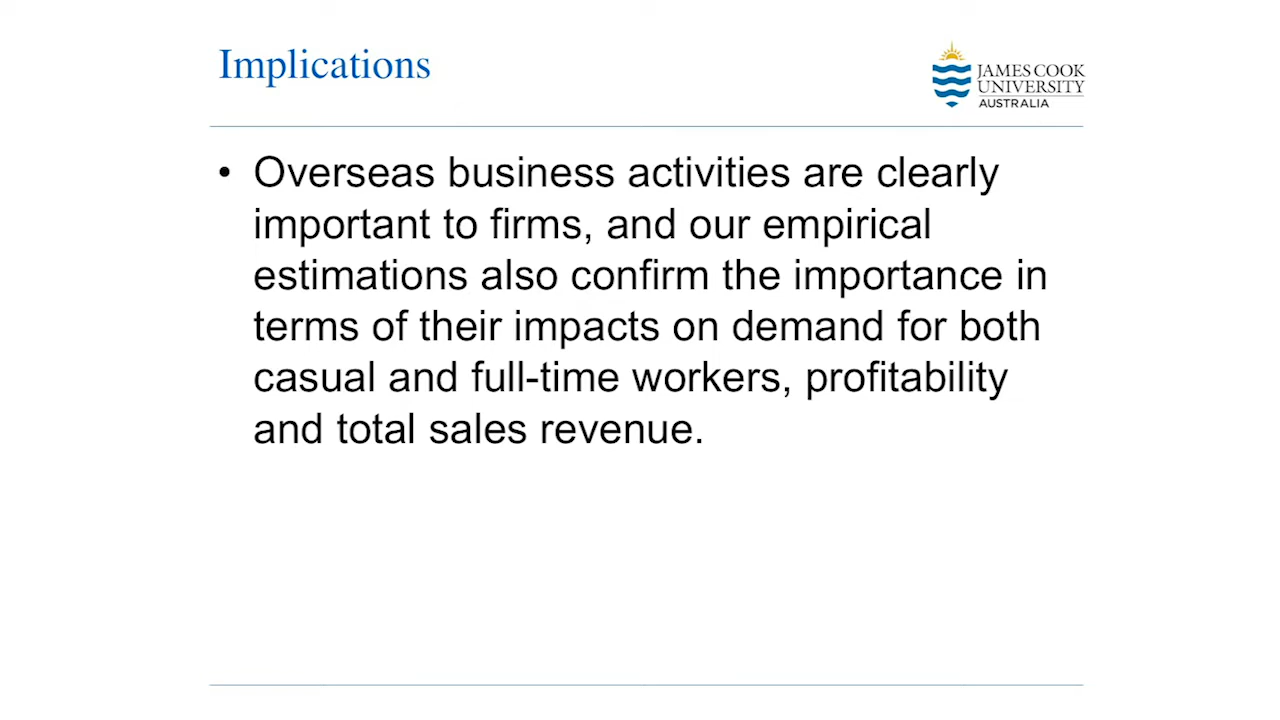 Implications
JAMES COOK
UNIVERSITY
AUSTRALIA
• Overseas business activities are clearly
important to firms, and our empirical
estimations also confirm the importance in
terms of their impacts on demand for both
casual and full-time workers, profitability
and total sales revenue.